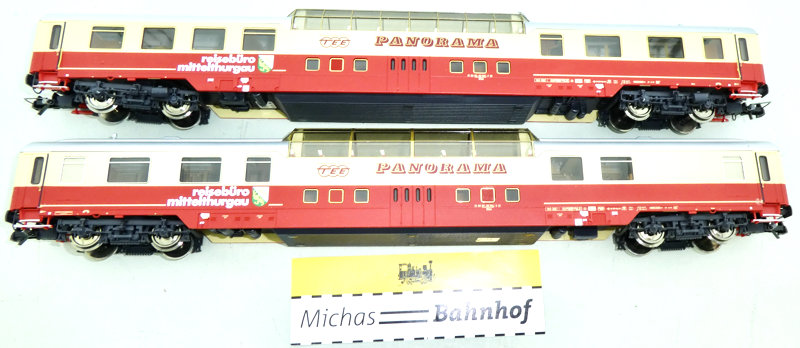 TEE PANORAMA
reisebüro
mittelthurgau
TEE PANORAMA
reisebüro
mittelthurgau
Michas Bahnhof